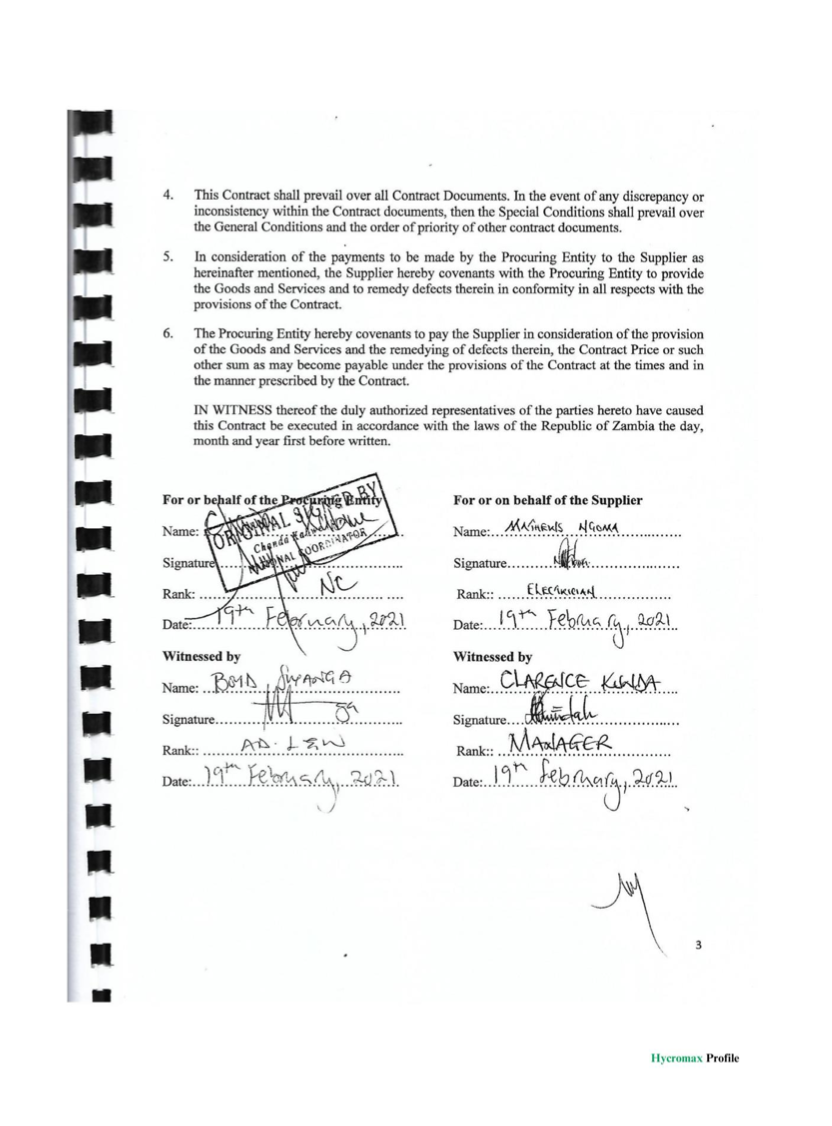 4. This Contract shall prevail over all Contract Documents. In the event of any discrepancy or
inconsistency within the Contract documents, then the Special Conditions shall prevail over
the General Conditions and the order of priority of other contract documents.
5. In consideration of the payments to be made by the Procuring Entity to the Supplier as
hereinafter mentioned, the Supplier hereby covenants with the Procuring Entity to provide
the Goods and Services and to remedy defects therein in conformity in all respects with the
provisions of the Contract.
6. The Procuring Entity hereby covenants to pay the Supplier in consideration of the provision
of the Goods and Services and the remedying of defects therein, the Contract Price or such
other sum as may become payable under the provisions of the Contract at the times and in
the manner prescribed by the Contract.
IN WITNESS thereof the duly authorized representatives of the parties hereto have caused
this Contract be executed in accordance with the laws of the Republic of Zambia the day,
month and year first before written.
For or behalf of the Procuring Entity
ORIGINAL SIGNED BY
Chanda
NATIONAL COORDINATOR
Name:
Signature
Rank: NC
Date: 19th February, 2021
Witnessed by
Name: BOID SIYANGA
Signature
Rank:: AD. LEW
Date: 19th February, 2021
For or on behalf of the Supplier
Name: MATHEWS NGOMA
Signature
Rank:: ELECTRICIAN
Date: 19th February, 2021
Witnessed by
Name: CLARENCE KUNDA
Signature
Rank:: MANAGER
Date: 19th February, 2021
3
Hycromax Profile